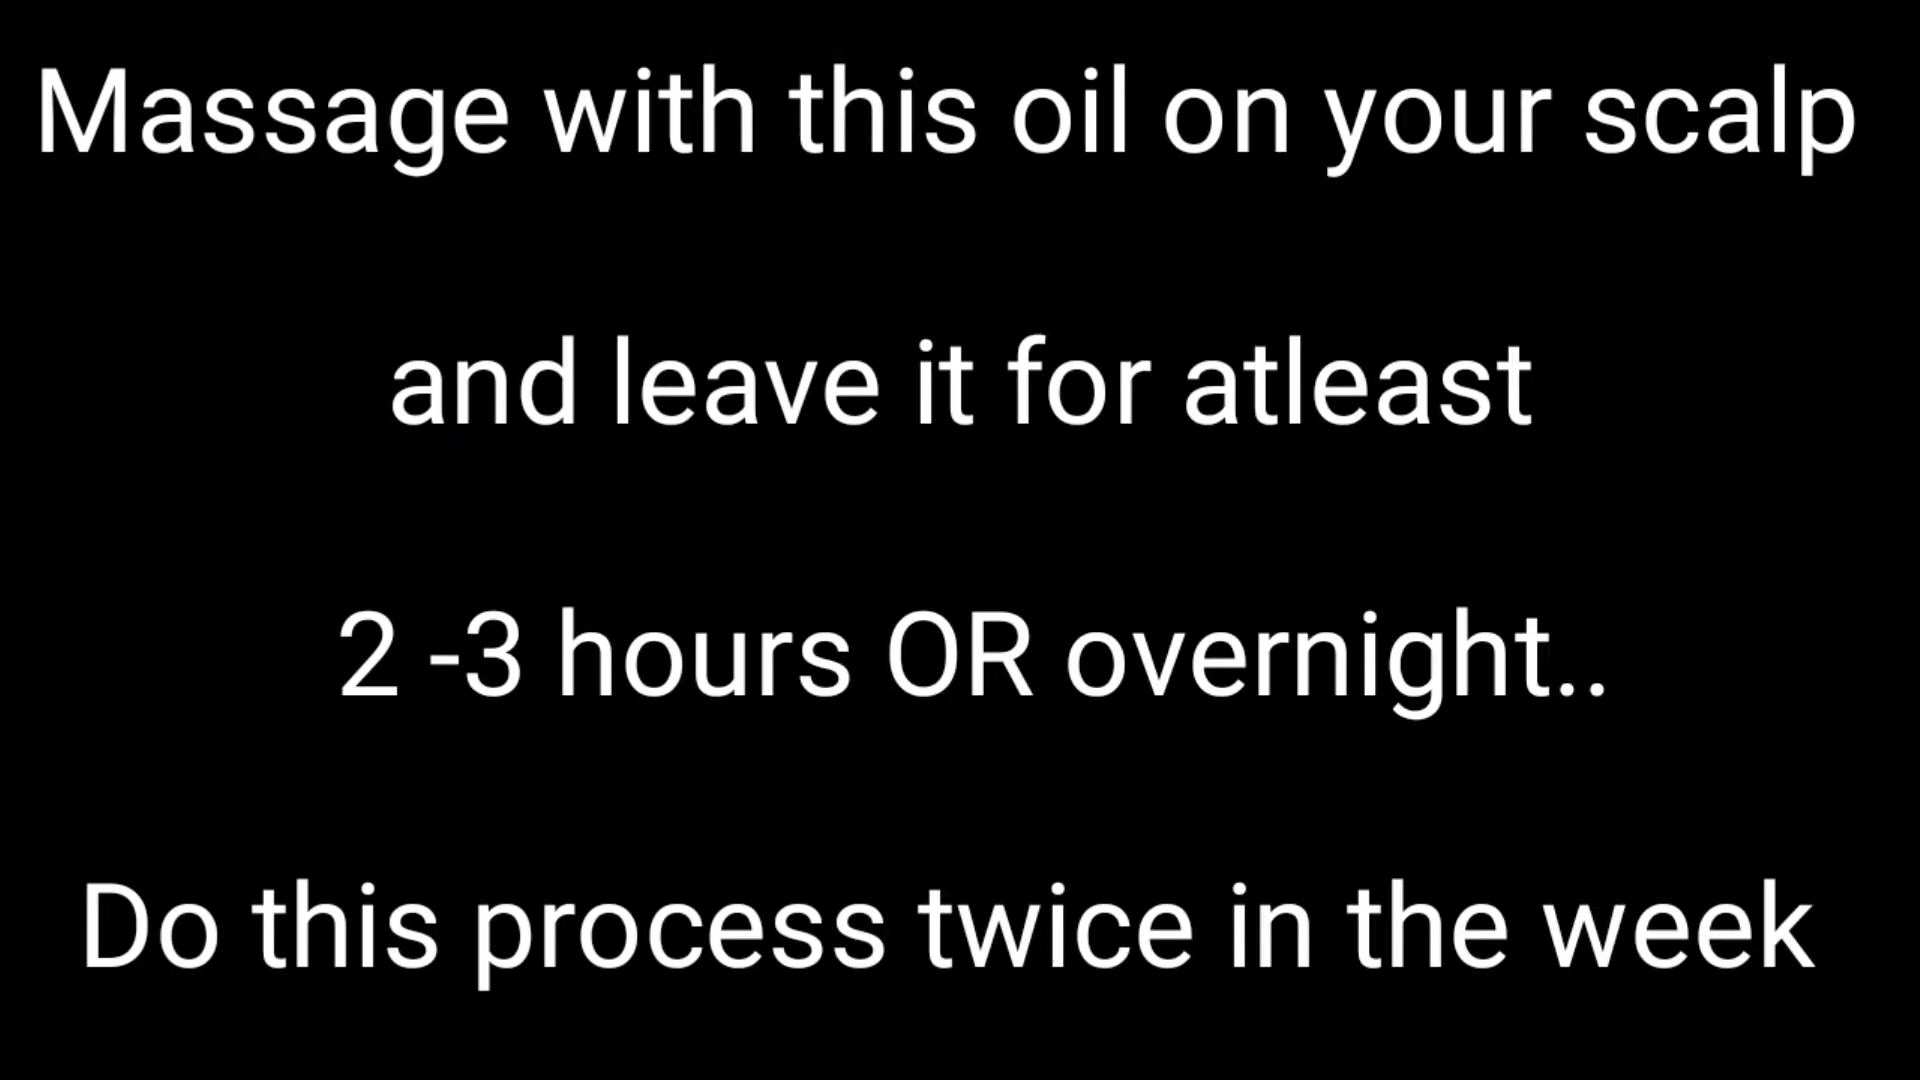 Massage with this oil on your scalp
and leave it for atleast
2 -3 hours OR overnight..
Do this process twice in the week